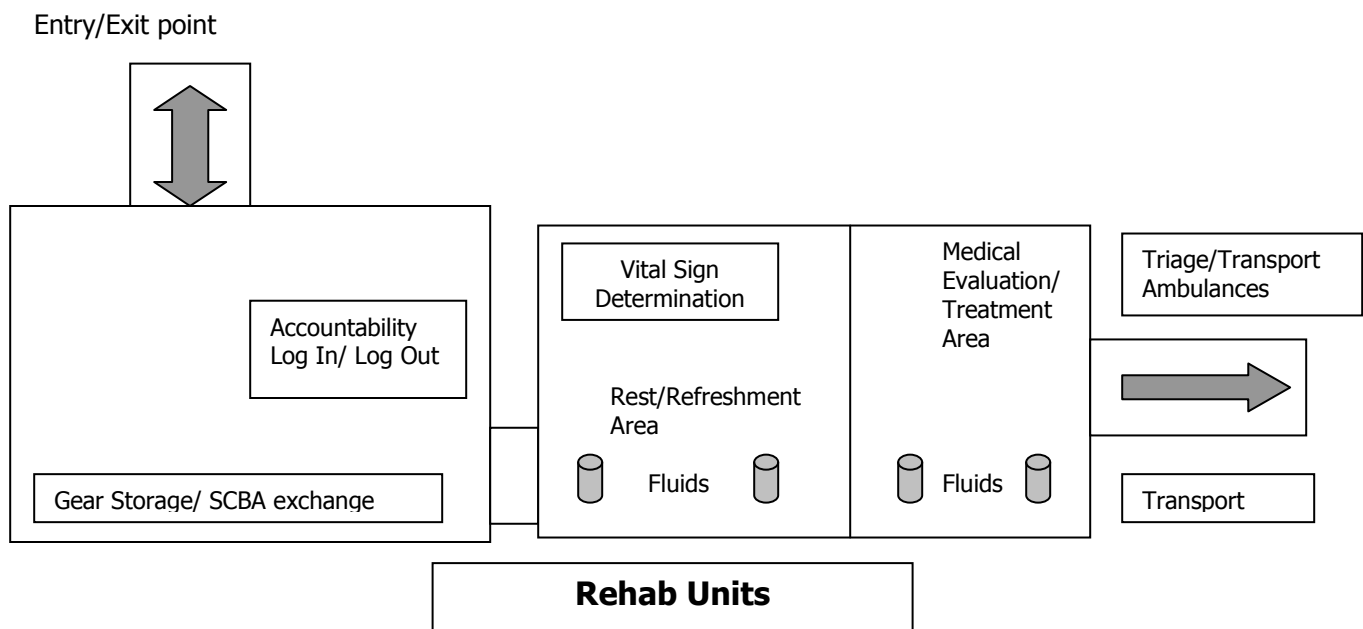 Entry/Exit point
Accountability
Log In/ Log Out
Gear Storage/ SCBA exchange
Vital Sign
Determination
Rest/Refreshment
Area
Fluids
Medical
Evaluation/
Treatment
Area
Fluids
Triage/Transport
Ambulances
Transport
Rehab Units